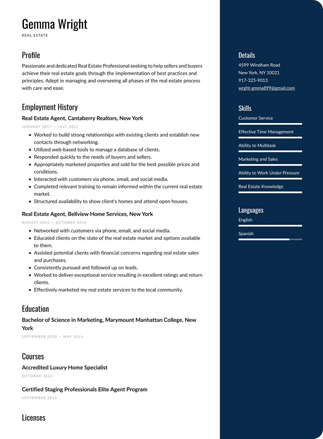 Gemma Wright
REAL ESTATE
Profile
Passionate and dedicated Real Estate Professional seeking to help sellers and buyers
achieve their real estate goals through the implementation of best practices and
principles. Adept in managing and overseeing all phases of the real estate process
with care and ease.
Employment History
Real Estate Agent, Cantaberry Realtors, New York
JANUARY 2017 – JULY 2021
Worked to build strong relationships with existing clients and establish new
contacts through networking.
Utilized web-based tools to manage a database of clients.
Responded quickly to the needs of buyers and sellers.
Appropriately marketed properties and sold for the best possible prices and
conditions.
Interacted with customers via phone, email, and social media.
Completed relevant training to remain informed within the current real estate
market.
Structured availability to show client's homes and attend open houses.
Real Estate Agent, Bellview Home Services, New York
Networked with customers via phone, email, and social media.
Educated clients on the state of the real estate market and options available
to them.
Assisted potential clients with financial concerns regarding real estate sales
and purchases.
Consistently pursued and followed up on leads.
Worked to deliver exceptional service resulting in excellent ratings and return
clients.
Effectively marketed my real estate services to the local community.
Education
Bachelor of Science in Marketing, Marymount Manhattan College, New
York
Courses
Accredited Luxury Home Specialist
Certified Staging Professionals Elite Agent Program
Licenses
Details
4599 Windham Road
New York, NY 10021
917-325-9013
wright.gemma899@gmail.com
Skills
Customer Service
Effective Time Management
Ability to Multitask
Marketing and Sales
Ability to Work Under Pressure
Real Estate Knowledge
Languages
English
Spanish